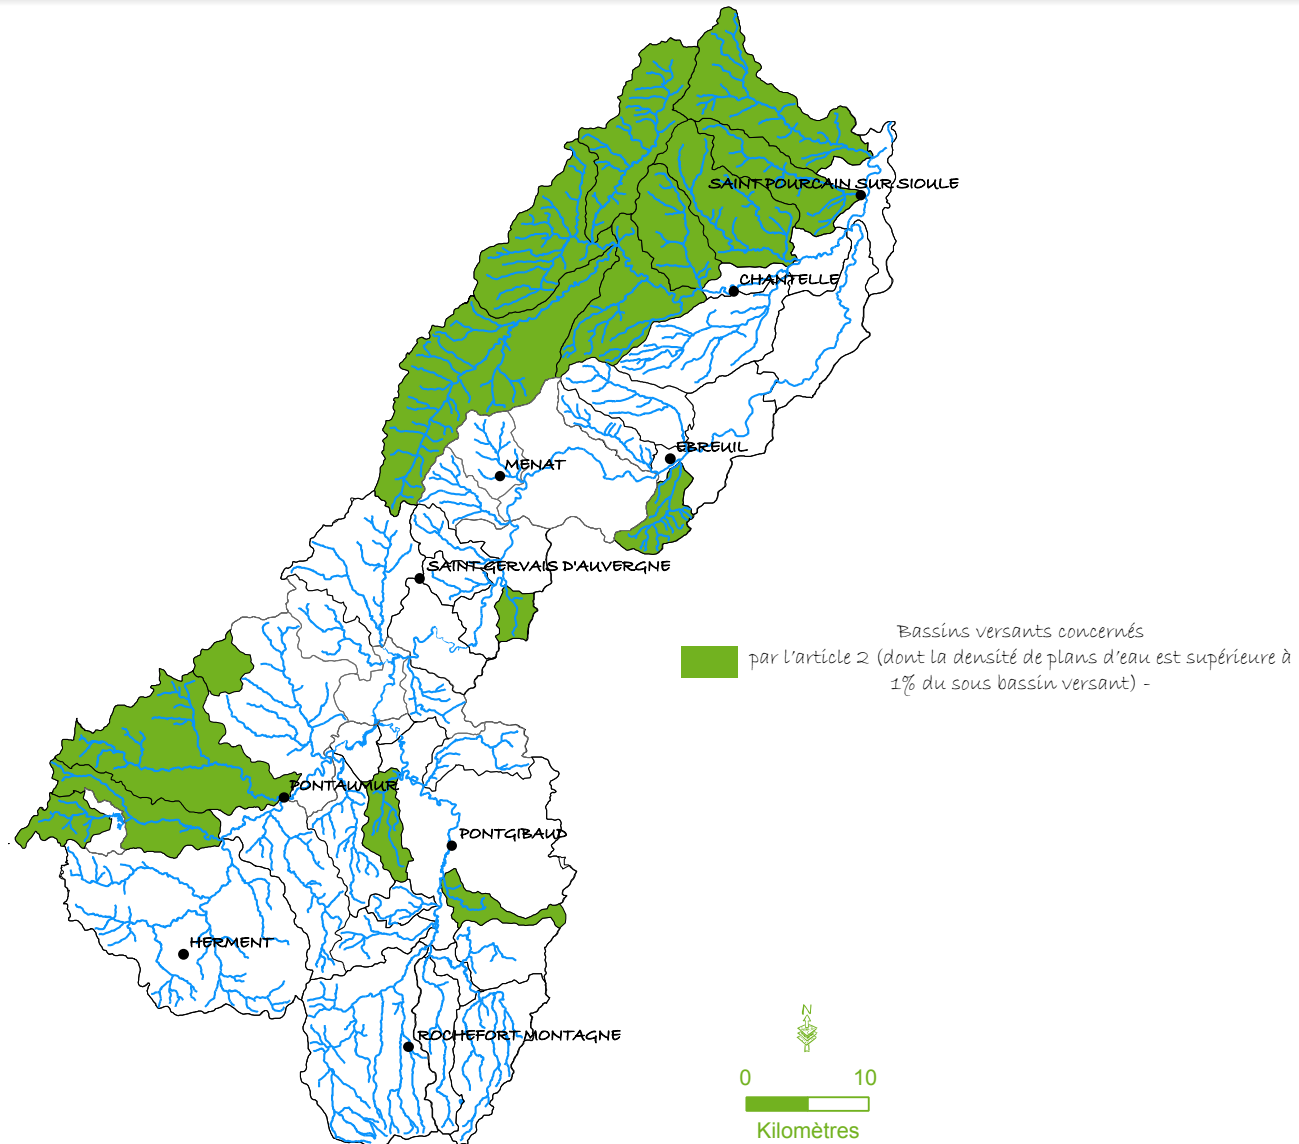 SAINT POURCAIN SUR SIOULE
CHANTELLE
EBREUIL
MENAT
SAINT GERVAIS D'AUVERGNE
Bassins versants concernés
par l'article 2 (dont la densité de plans d'eau est supérieure à
1% du sous bassin versant) -
PONTAUMUR
PONTGIBAUD
HERMENT
N
ROCHEFORT MONTAGNE
0 10
Kilomètres